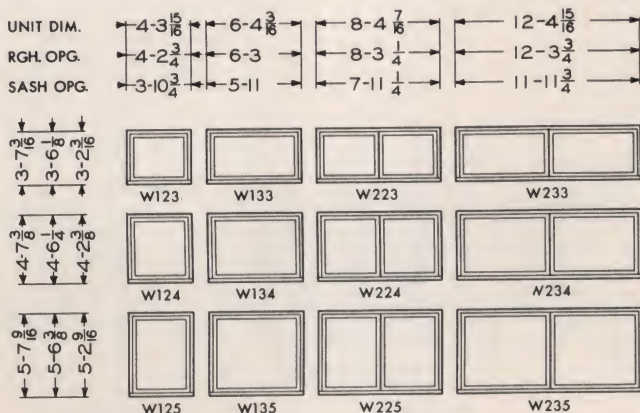 UNIT DIM. 4-3 15/16 6-4 3/16 8-4 7/16 12-4 15/16
RGH. OPG. 4-2 3/4 6-3 8-3 1/4 12-3 3/4
SASH OPG. 3-10 3/4 5-11 7-11 1/4 11-11 3/4
3-7 3/16
3-6 1/8
3-2 3/16
W123 W133 W223 W233
4-7 3/8
4-6 1/4
4-2 3/8
W124 W134 W224 W234
5-7 9/16
5-6 3/8
5-2 9/16
W125 W135 W225 W235